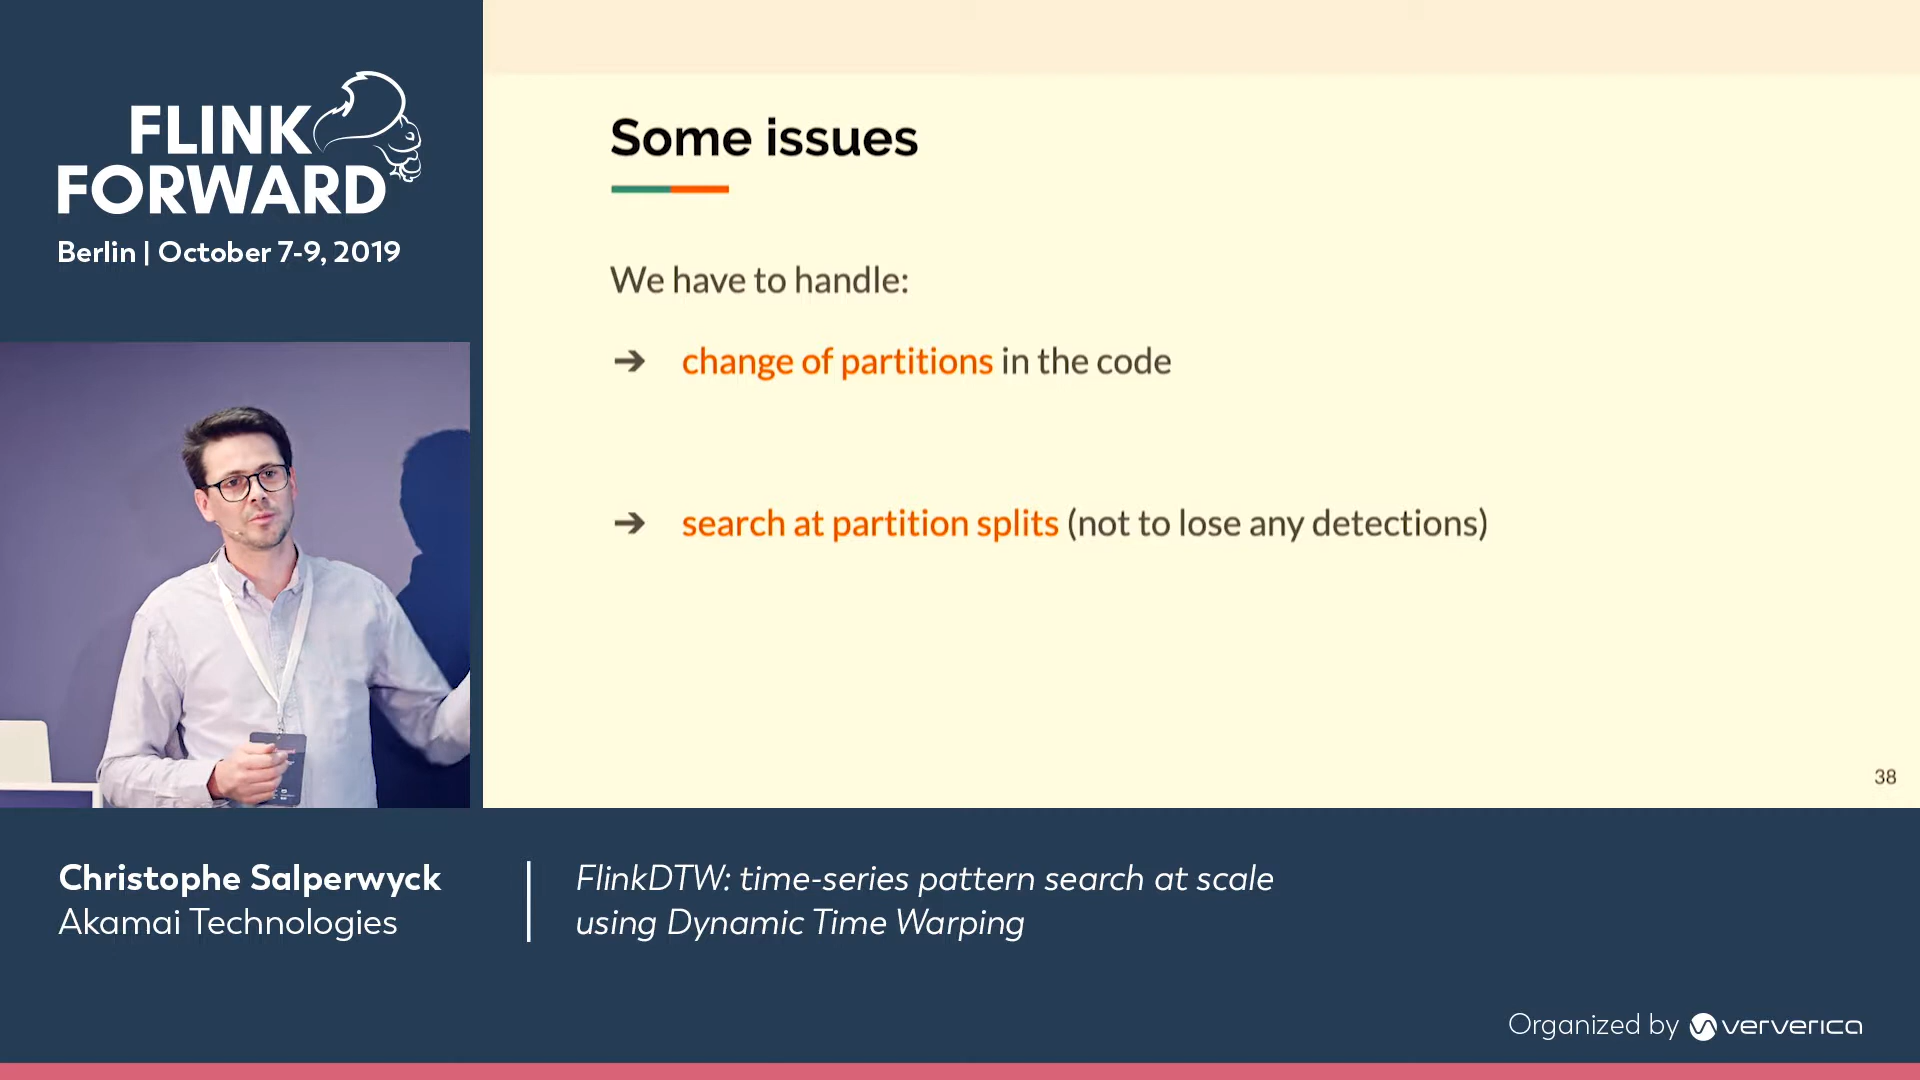 FLINK
FORWARD
Berlin | October 7-9, 2019
Some issues
We have to handle:
➔ change of partitions in the code
➔ search at partition splits (not to lose any detections)
38
Christophe Salperwyck
Akamai Technologies
FlinkDTW: time-series pattern search at scale
using Dynamic Time Warping
Organized by ververica